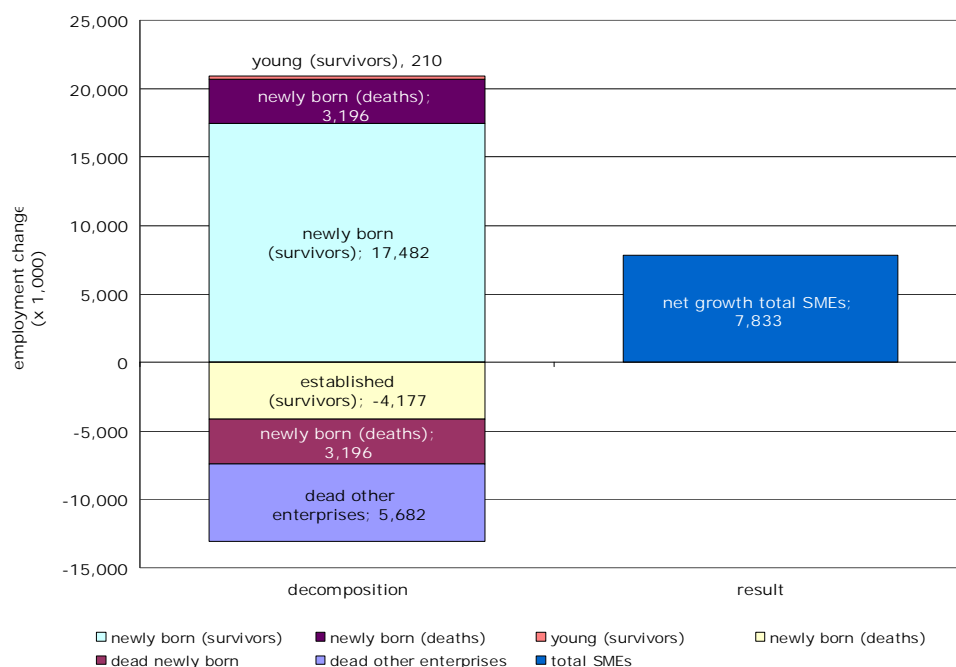 25,000
young (survivors), 210
20,000
newly born (deaths);
3,196
15,000
newly born
(survivors); 17,482
10,000
employment change
(x 1,000)
5,000
net growth total SMEs;
7,833
0
established
(survivors); -4,177
-5,000
newly born (deaths);
3,196
-10,000
dead other
enterprises; 5,682
-15,000
decomposition
result
newly born (survivors)
newly born (deaths)
young (survivors)
newly born (deaths)
dead newly born
dead other enterprises
total SMEs